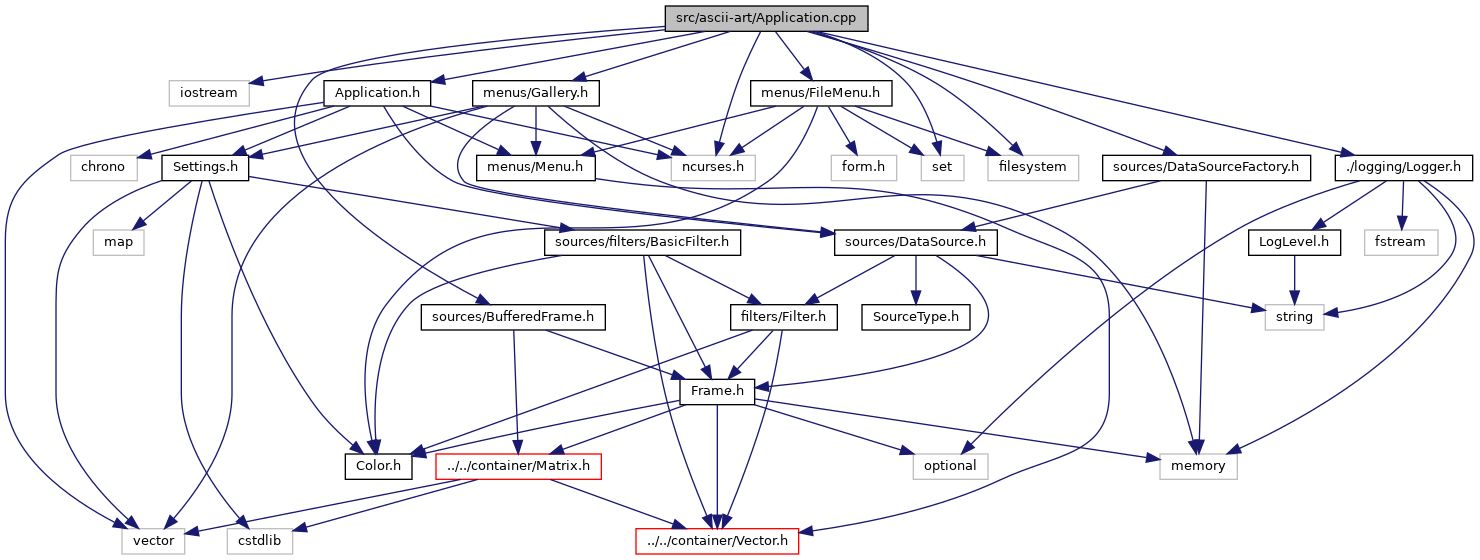 src/ascii-art/Application.cpp
iostream
Application.h
menus/Gallery.h
menus/FileMenu.h
chrono
Settings.h
menus/Menu.h
ncurses.h
form.h
set
filesystem
sources/DataSourceFactory.h
./logging/Logger.h
map
sources/filters/BasicFilter.h
sources/DataSource.h
LogLevel.h
fstream
sources/BufferedFrame.h
filters/Filter.h
SourceType.h
string
Frame.h
Color.h
../../container/Matrix.h
optional
memory
vector
cstdlib
../../container/Vector.h